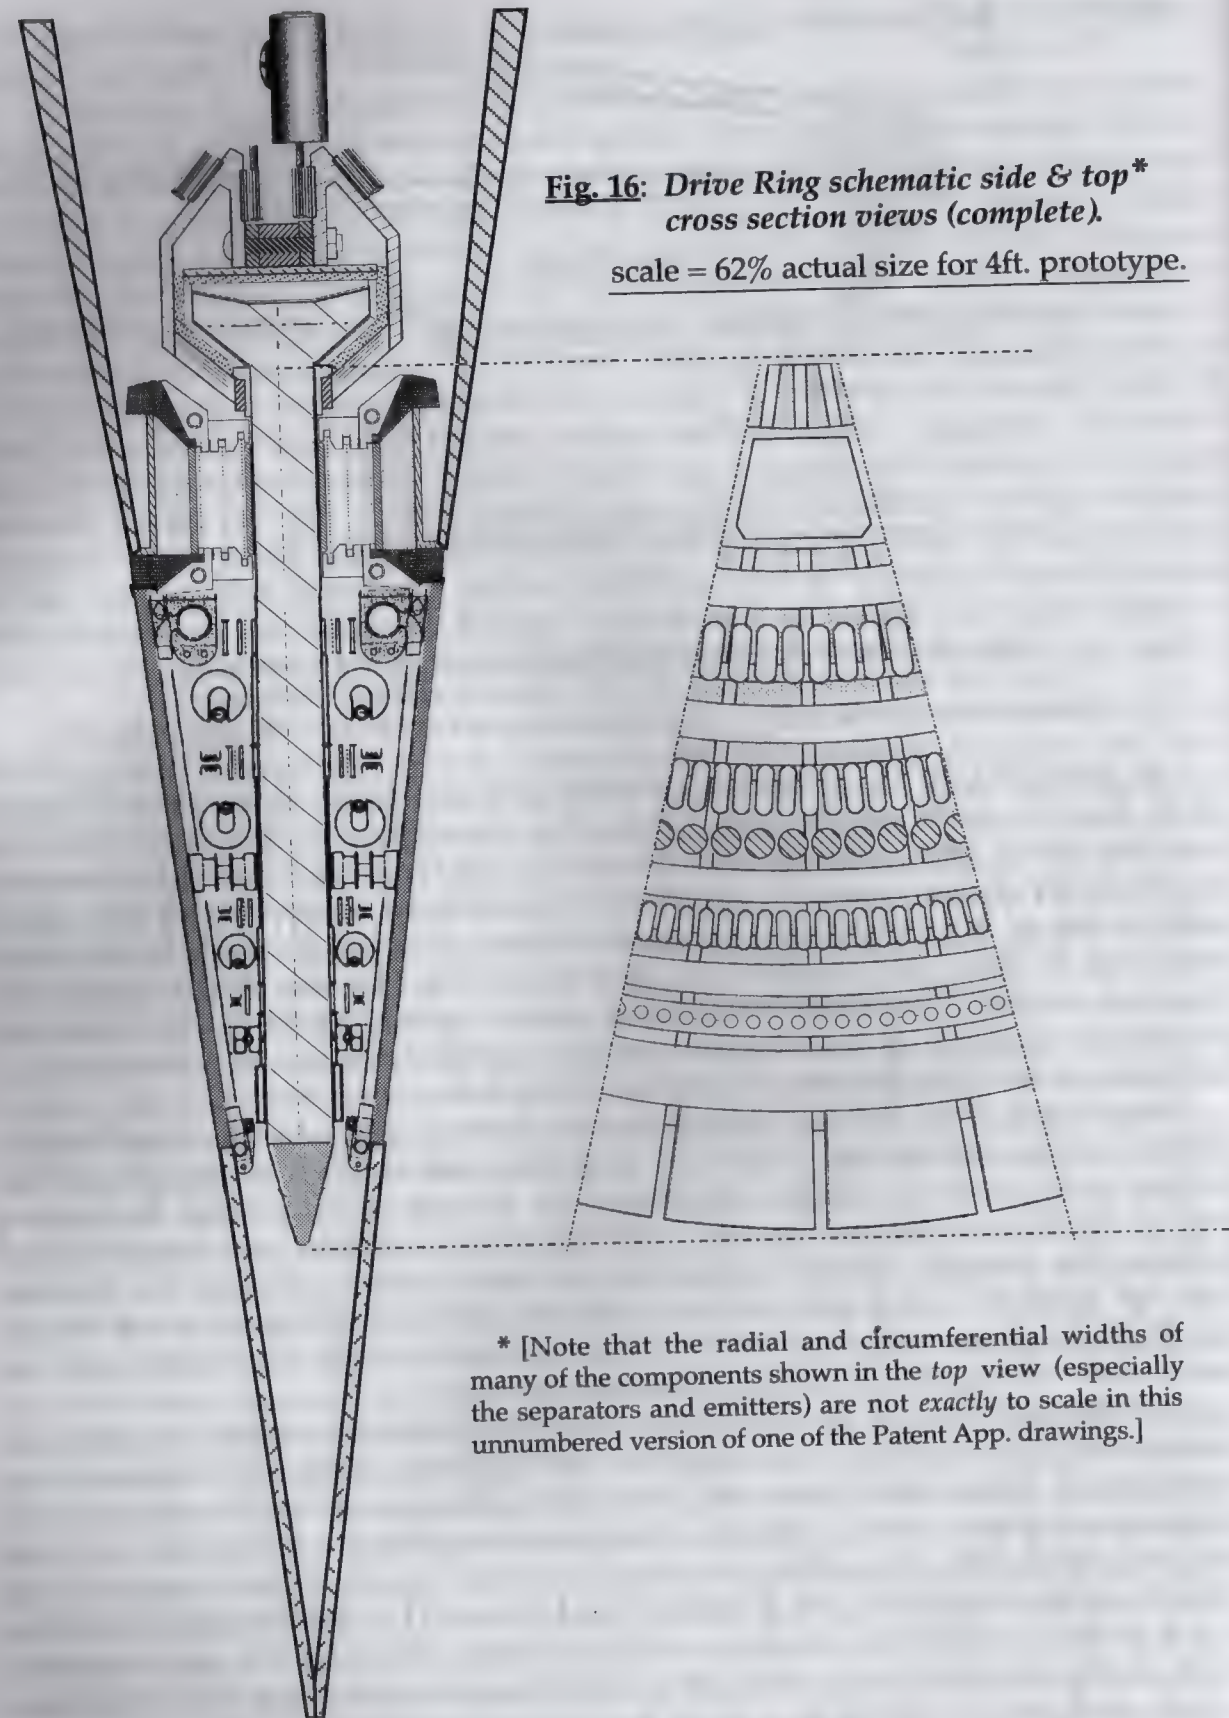 Fig. 16: Drive Ring schematic side & top*
cross section views (complete).
scale = 62% actual size for 4ft. prototype.
* [Note that the radial and circumferential widths of
many of the components shown in the top view (especially
the separators and emitters) are not exactly to scale in this
unnumbered version of one of the Patent App. drawings.]